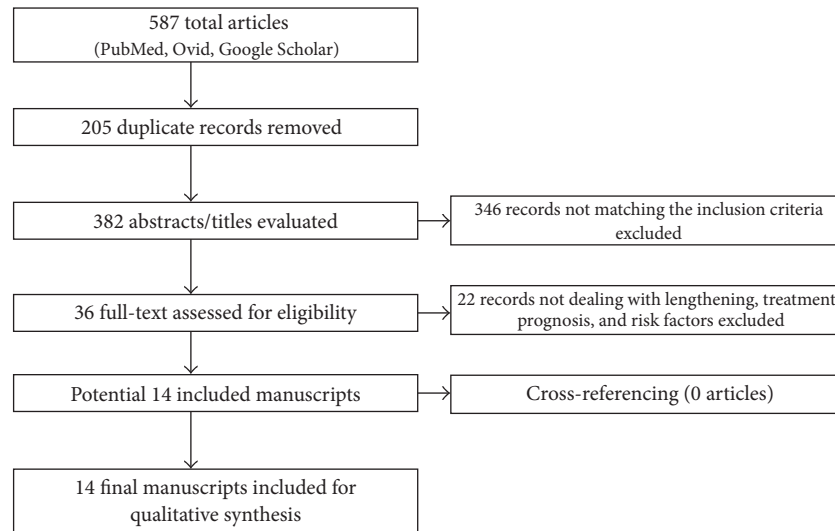 587 total articles
(PubMed, Ovid, Google Scholar)
205 duplicate records removed
382 abstracts/titles evaluated
346 records not matching the inclusion criteria
excluded
36 full-text assessed for eligibility
22 records not dealing with lengthening, treatment,
prognosis, and risk factors excluded
Potential 14 included manuscripts
Cross-referencing (0 articles)
14 final manuscripts included for
qualitative synthesis